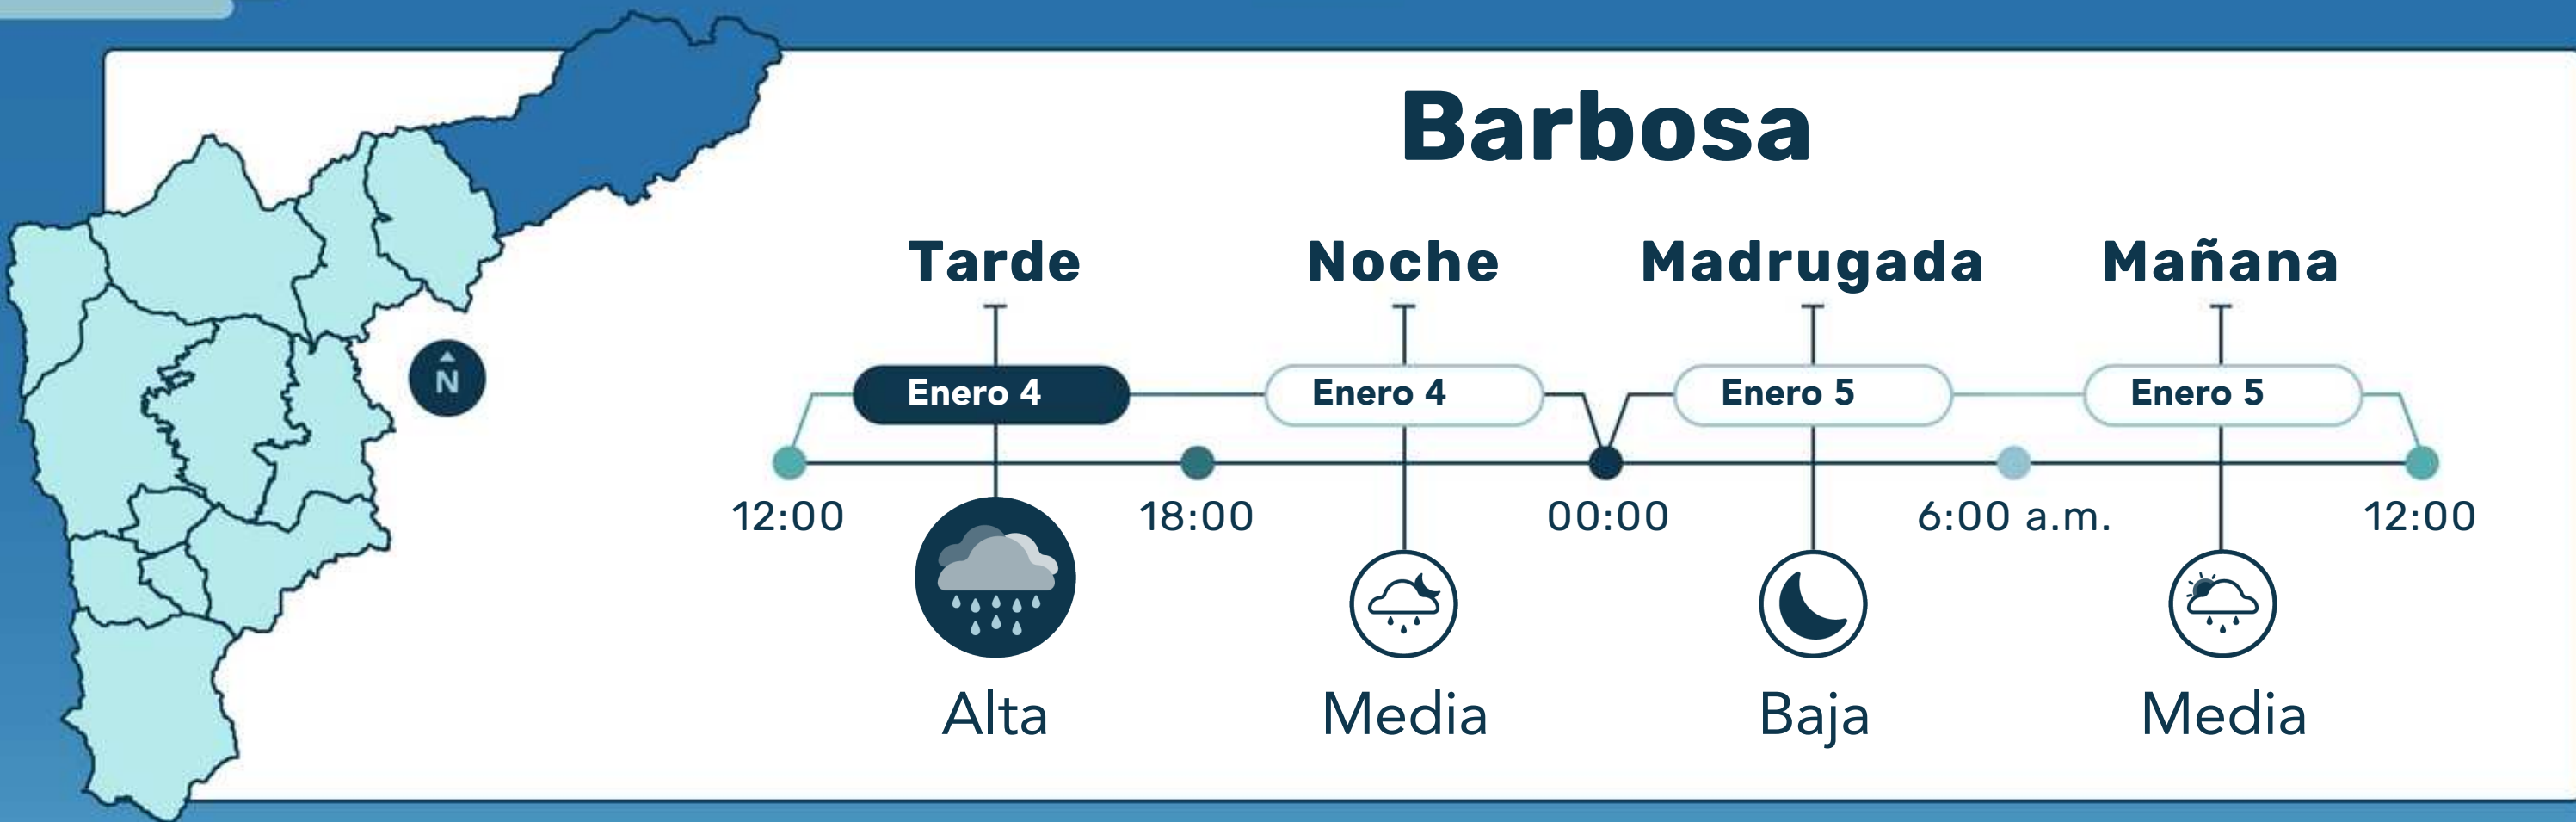 Barbosa
Tarde Noche Madrugada Mañana
Enero 4 Enero 4 Enero 5 Enero 5
N
12:00 18:00 00:00 6:00 a.m. 12:00
Alta Media Baja Media